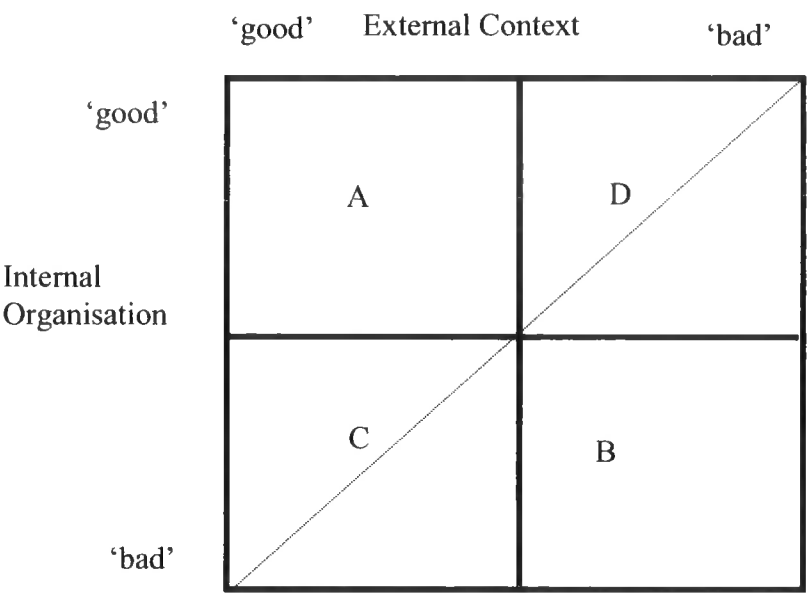 ‘good’ External Context ‘bad’
‘good’
A D
Internal
Organisation
C B
‘bad’